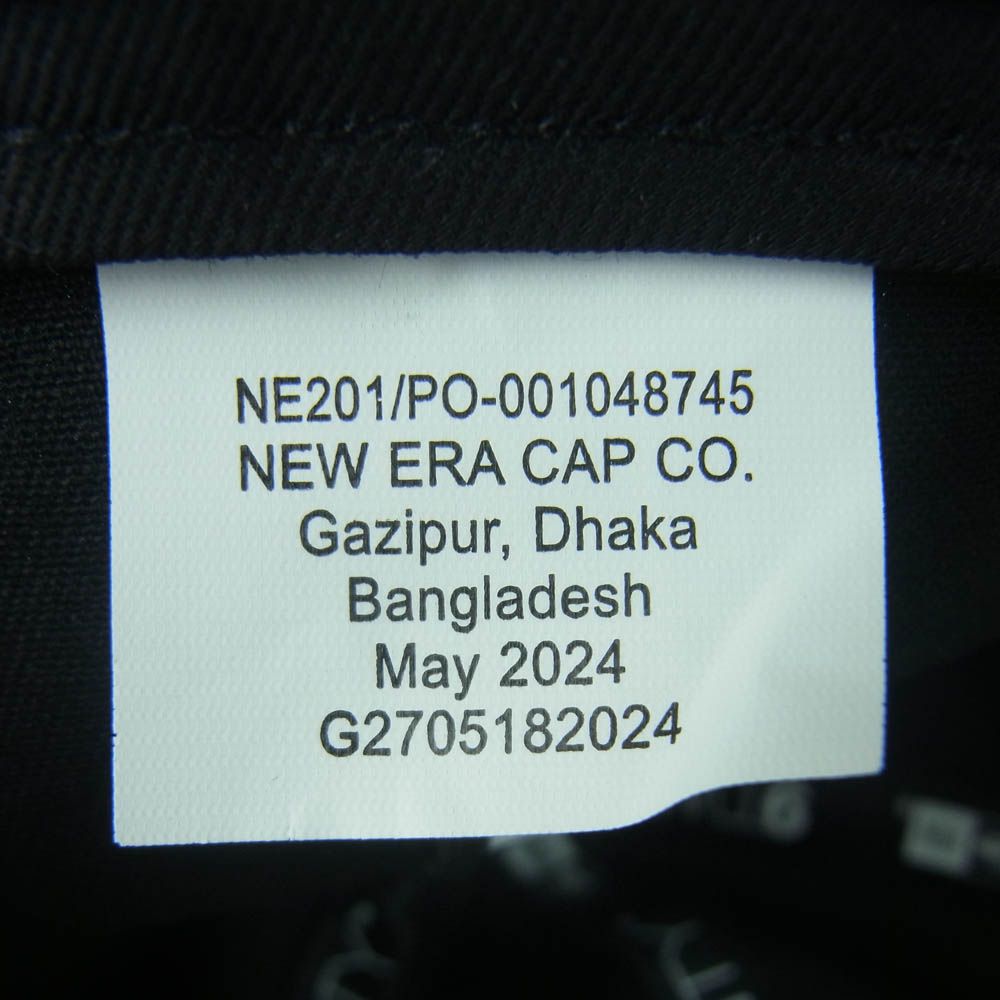 NE201/PO-001048745
NEW ERA CAP CO.
Gazipur, Dhaka
Bangladesh
May 2024
G2705182024